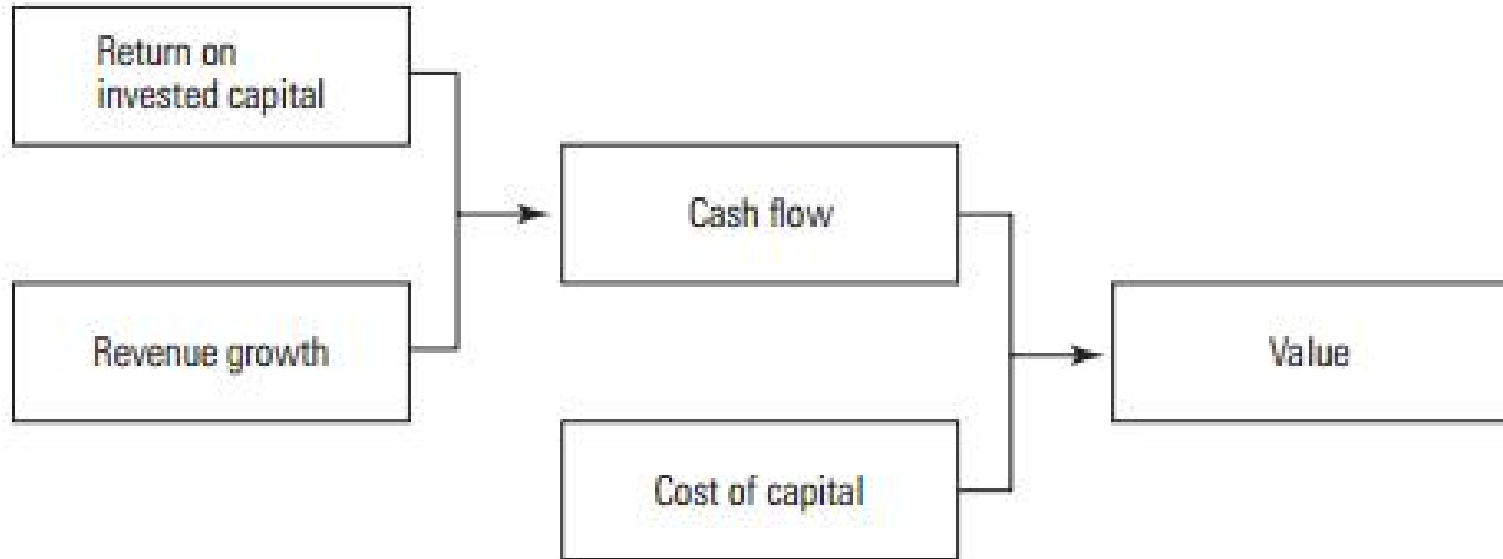 Return on
invested capital
Cash flow
Revenue growth
Value
Cost of capital